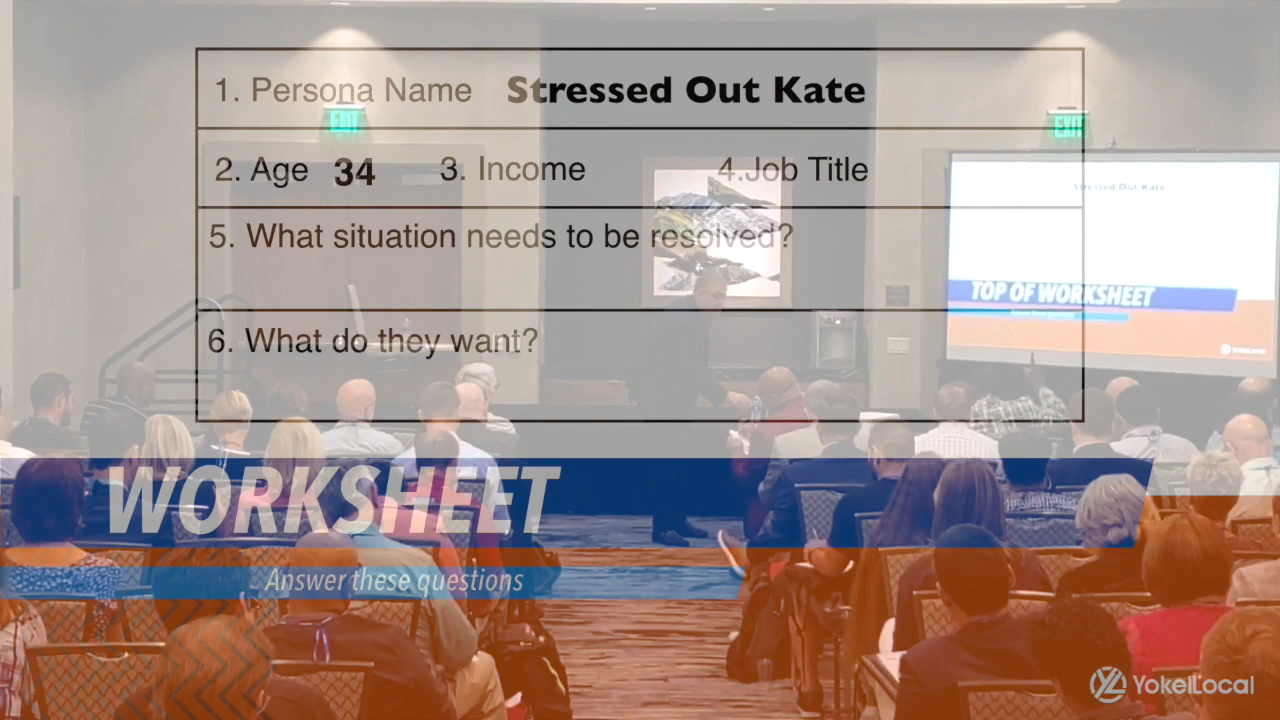 1. Persona Name Stressed Out Kate
2. Age 34 3. Income 4.Job Title
5. What situation needs to be resolved?
6. What do they want?
EXIT
EXIT
Stressed Out Kate
TOP OF WORKSHEET
YokelLocal
WORKSHEET
Answer these questions
YokelLocal